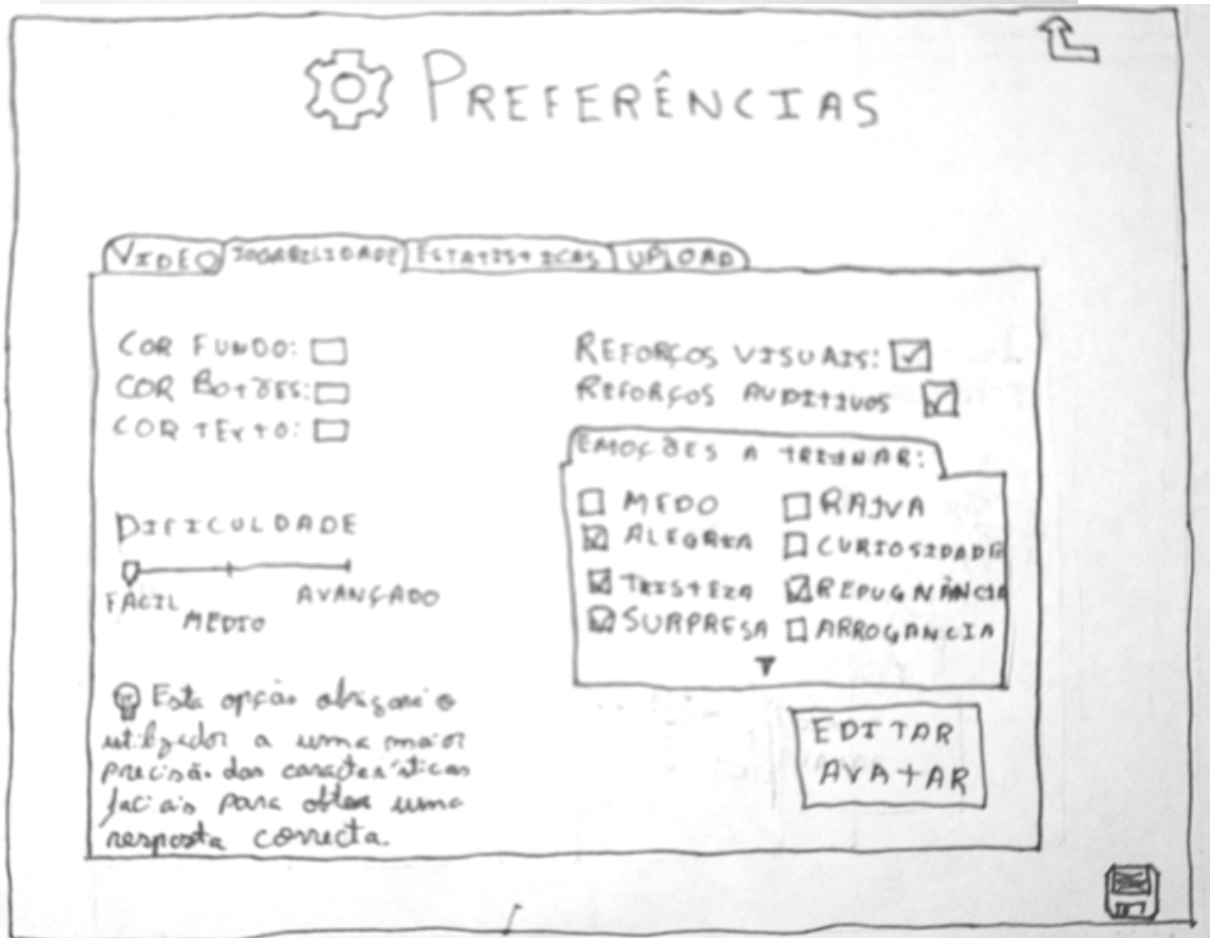 PREFERÊNCIAS
VIDEO JOGABILIDADE ESTATISTICAS UPLOAD
COR FUNDO:
COR BOTÕES:
COR TEXTO:
DIFICULDADE
FACIL
MEDIO
AVANÇADO
Esta opção obrigará o
utilizador a uma maior
precisão das características
faciais para obter uma
resposta correcta.
REFORÇOS VISUAIS:
REFORÇOS AUDITIVOS
EMOÇÕES A TREINAR:
MEDO RAIVA
ALEGRIA CURIOSIDADE
TRISTEZA REPUGNÂNCIA
SURPRESA ARROGANCIA
EDITAR
AVATAR